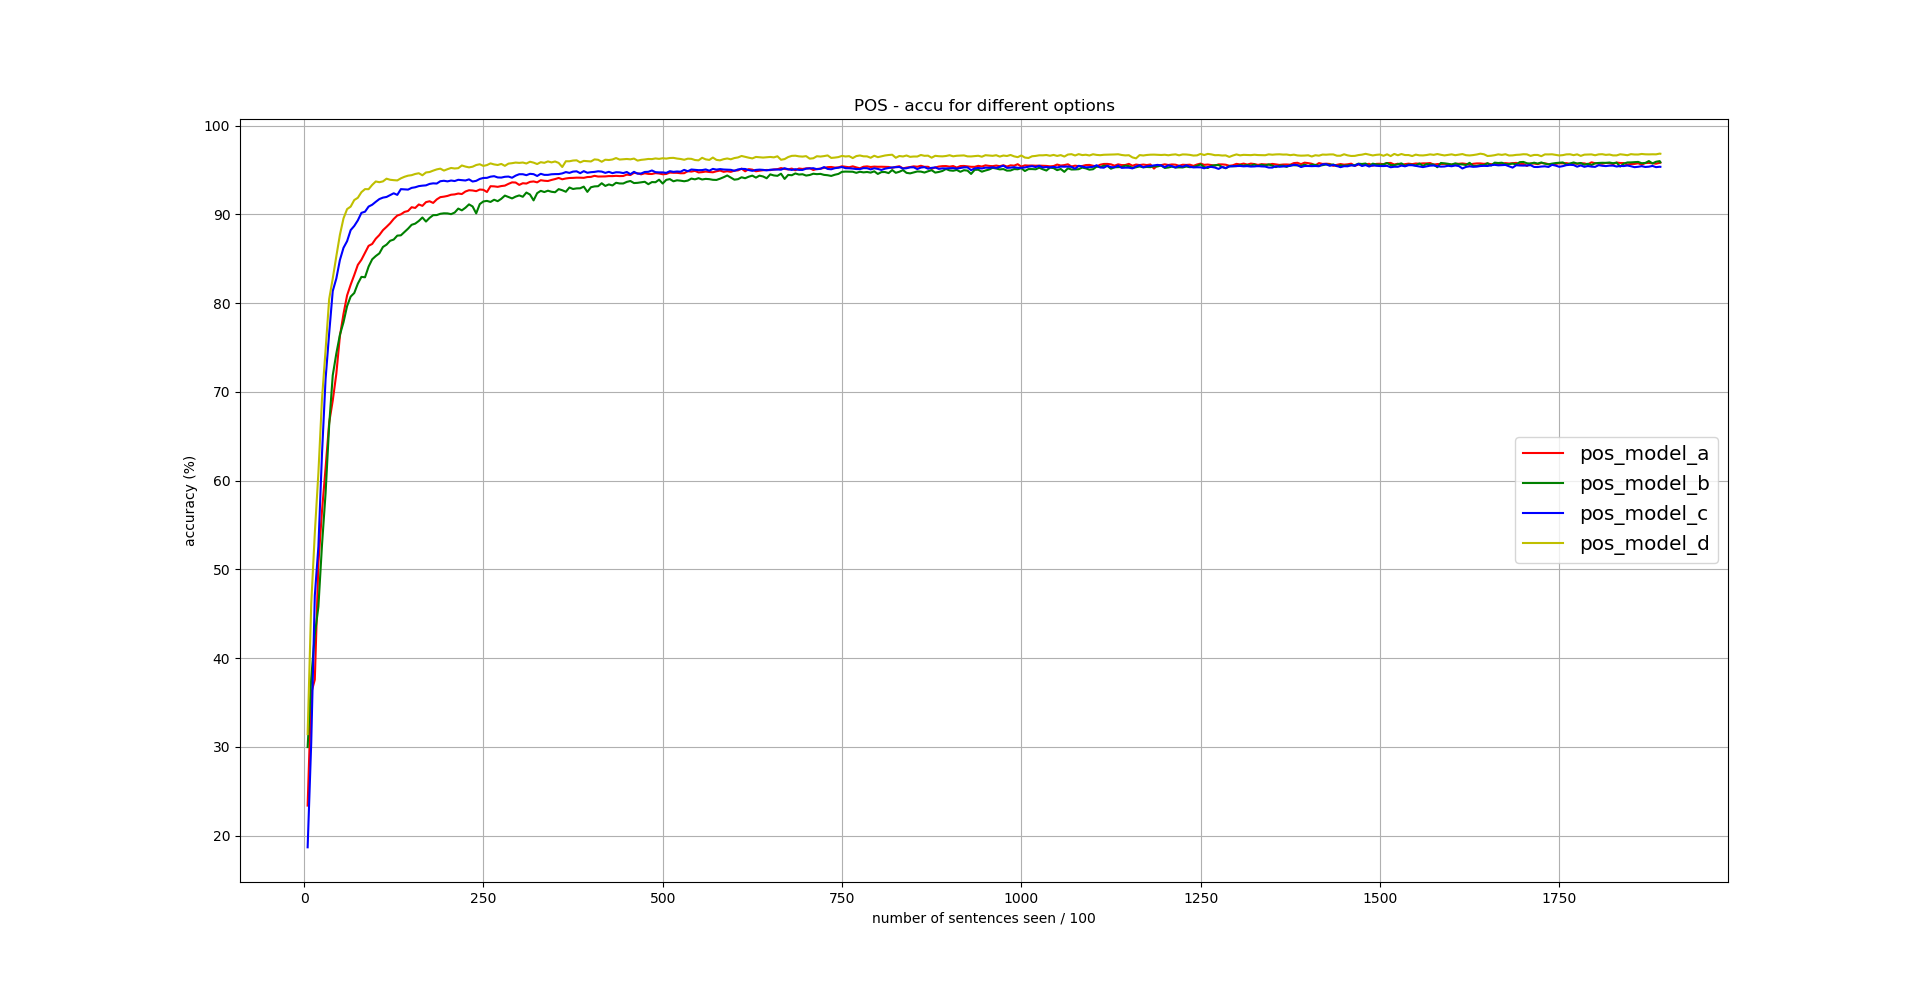 POS - accu for different options
100
90
80
70
60
50
40
30
20
accuracy (%)
pos_model_a
pos_model_b
pos_model_c
pos_model_d
0 250 500 750 1000 1250 1500 1750
number of sentences seen / 100